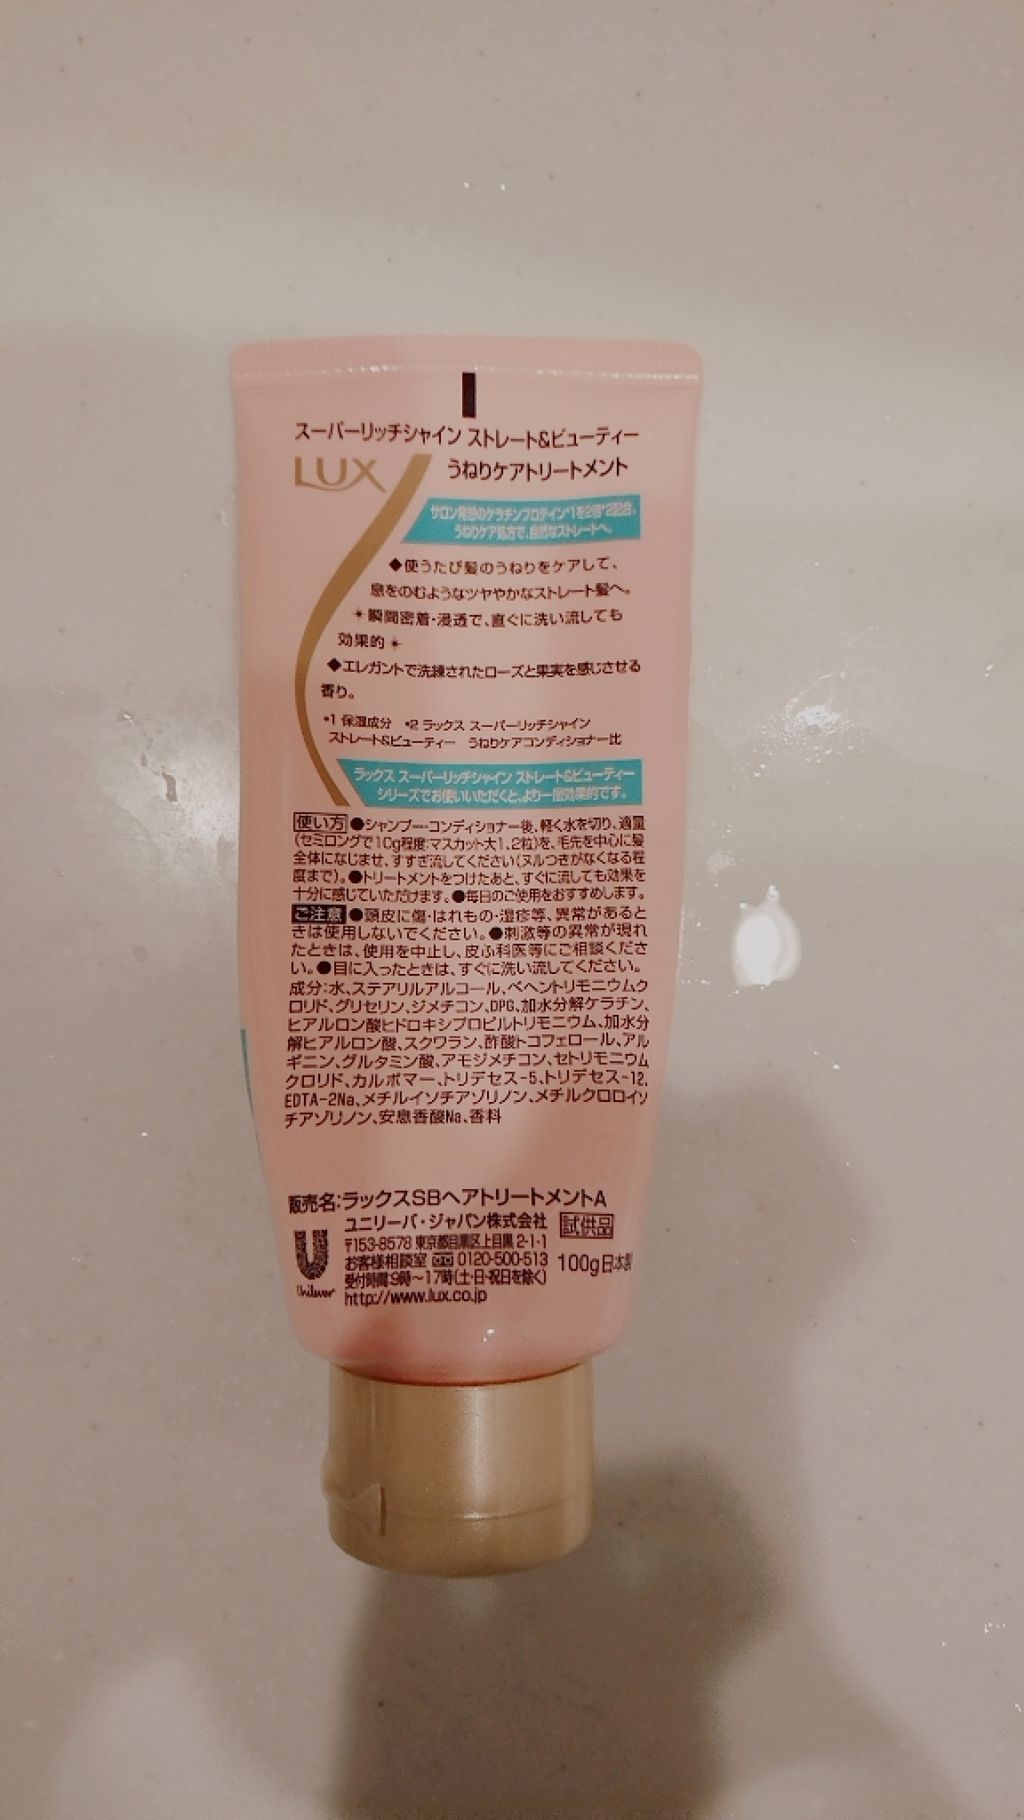 スーパーリッチシャイン ストレート&ビューティー
LUX
うねりケアトリートメント
サロン発想のケラチンプロテイン*1を2倍*2配合。
うねりケア処方で、自然なストレートへ。
◆使うたび髪のうねりをケアして、
息をのむようなツヤやかなストレート髪へ。
✴瞬間密着・浸透で、直ぐに洗い流しても
効果的✴
◆エレガントで洗練されたローズと果実を感じさせる
香り。
*1 保湿成分 *2 ラックス スーパーリッチシャイン
ストレート&ビューティー うねりケアコンディショナー比
ラックス スーパーリッチシャイン ストレート&ビューティー
シリーズでお使いいただくと、より一層効果的です。
使い方 ●シャンプー・コンディショナー後、軽く水を切り、適量
(セミロングで10g程度:マスカット大1、2粒)を、毛先を中心に髪
全体になじませ、すすぎ流してください(ヌルつきがなくなる程
度まで)。●トリートメントをつけたあと、すぐに流しても効果を
十分に感じていただけます。●毎日のご使用をおすすめします。
ご注意 ●頭皮に傷・はれもの・湿疹等、異常があると
きは使用しないでください。●刺激等の異常が現れ
たときは、使用を中止し、皮ふ科医等にご相談くださ
い。●目に入ったときは、すぐに洗い流してください。
成分:水、ステアリルアルコール、ベヘントリモニウムク
ロリド、グリセリン、ジメチコン、DPG、加水分解ケラチン、
ヒアルロン酸ヒドロキシプロピルトリモニウム、加水分
解ヒアルロン酸、スクワラン、酢酸トコフェロール、アル
ギニン、グルタミン酸、アモジメチコン、セトリモニウム
クロリド、カルボマー、トリデセス-5、トリデセス-12、
EDTA-2Na、メチルイソチアゾリノン、メチルクロロイソ
チアゾリノン、安息香酸Na、香料
販売名:ラックスSBヘアトリートメントA
ユニリーバ・ジャパン株式会社
試供品
〒153-8578 東京都目黒区上目黒 2-1-1
お客様相談室 0120-500-513
100g日本製
受付時間:9時〜17時(土・日・祝日を除く)
Unilever
http://www.lux.co.jp